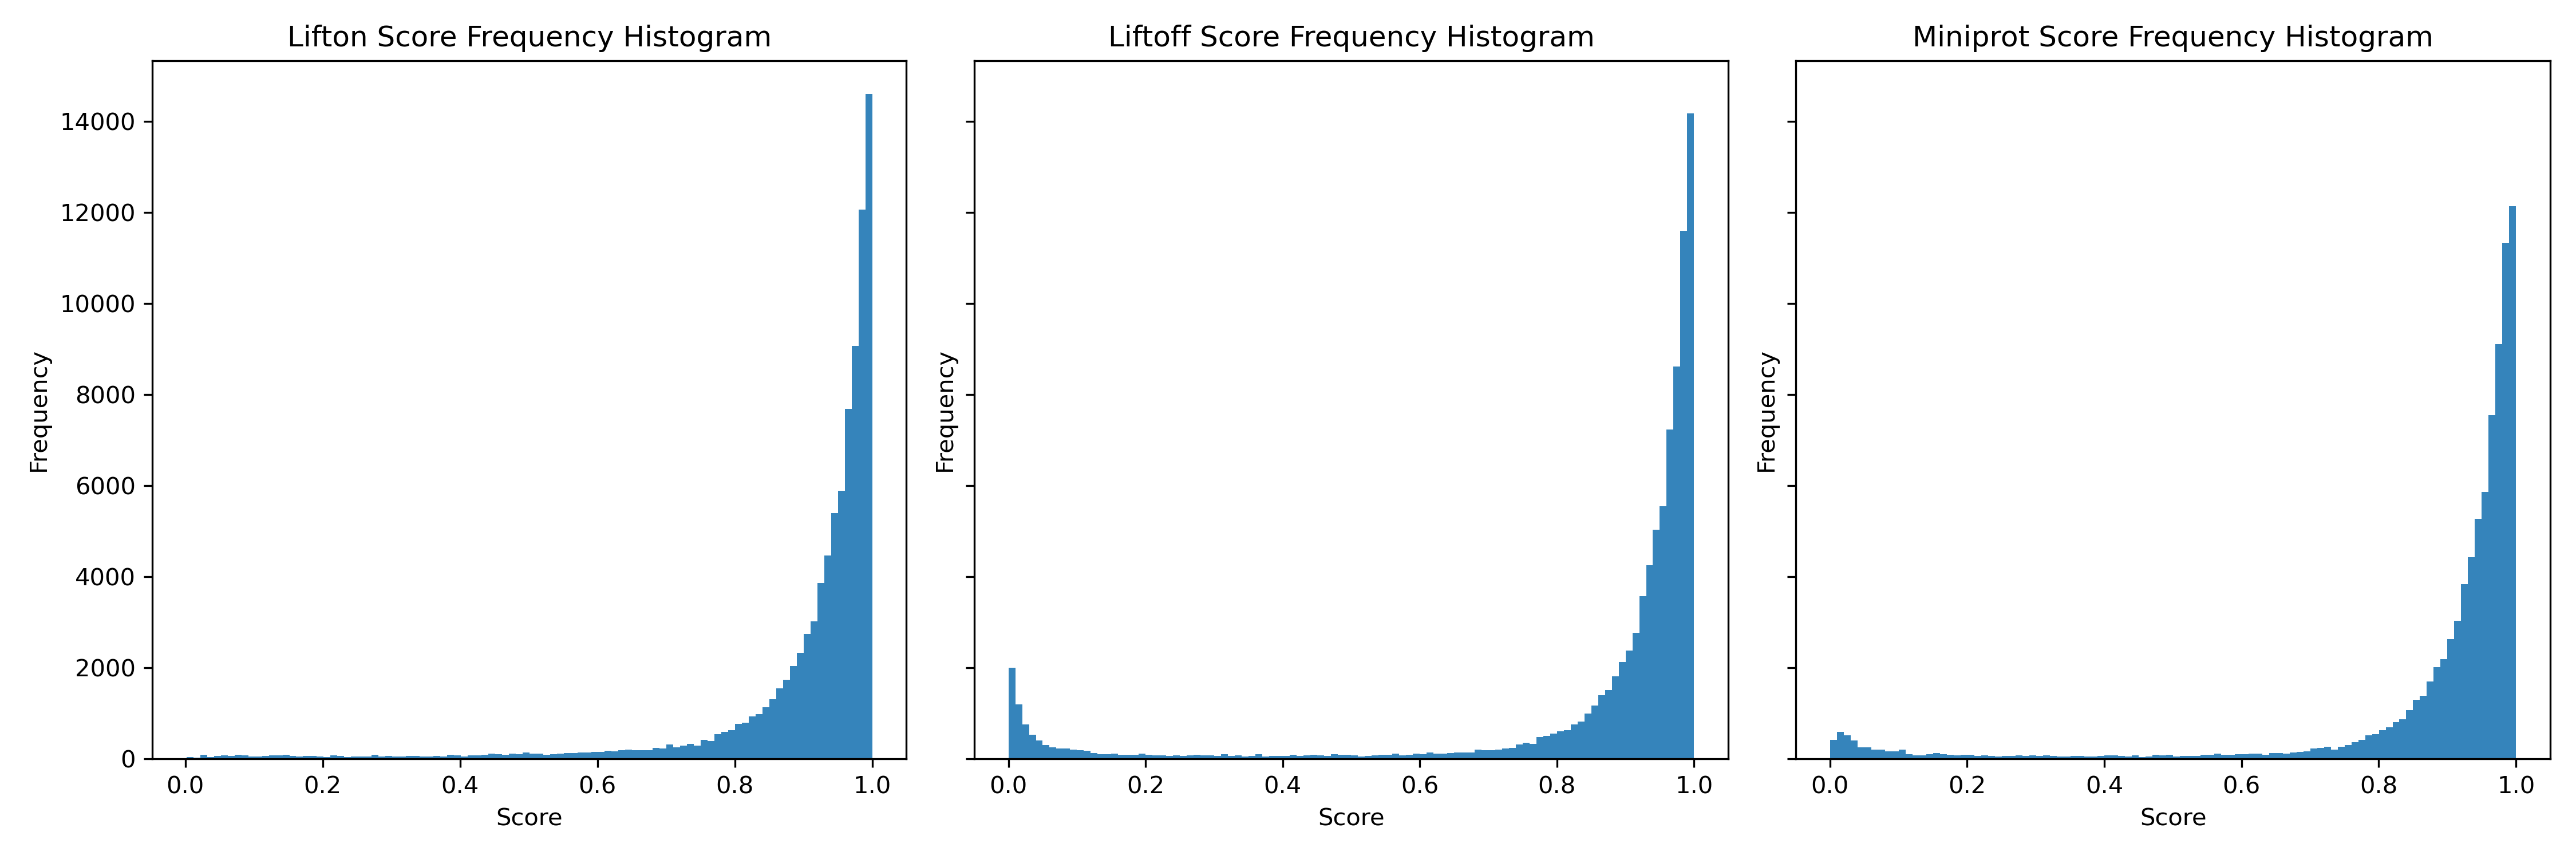 Lifton Score Frequency Histogram
Liftoff Score Frequency Histogram
Miniprot Score Frequency Histogram
Frequency
14000
12000
10000
8000
6000
4000
2000
0
0.0 0.2 0.4 0.6 0.8 1.0
Score
Frequency
0.0 0.2 0.4 0.6 0.8 1.0
Score
Frequency
0.0 0.2 0.4 0.6 0.8 1.0
Score